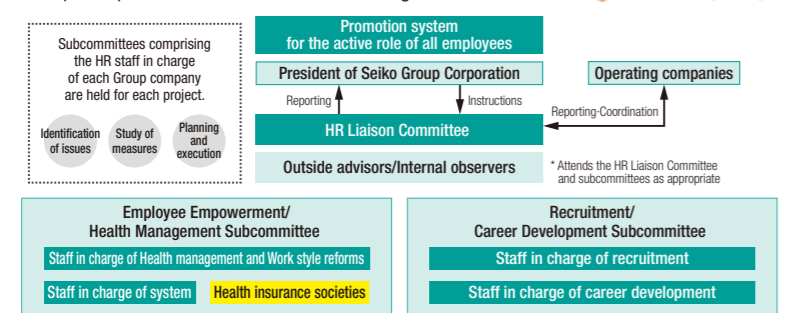 Promotion system
for the active role of all employees
Subcommittees comprising
the HR staff in charge
of each Group company
are held for each project.
Identification
of issues
Study of
measures
Planning
and
execution
President of Seiko Group Corporation
Operating companies
Reporting
Instructions
Reporting-Coordination
HR Liaison Committee
Outside advisors/Internal observers
* Attends the HR Liaison Committee
and subcommittees as appropriate
Employee Empowerment/
Health Management Subcommittee
Staff in charge of Health management and Work style reforms
Staff in charge of system
Health insurance societies
Recruitment/
Career Development Subcommittee
Staff in charge of recruitment
Staff in charge of career development